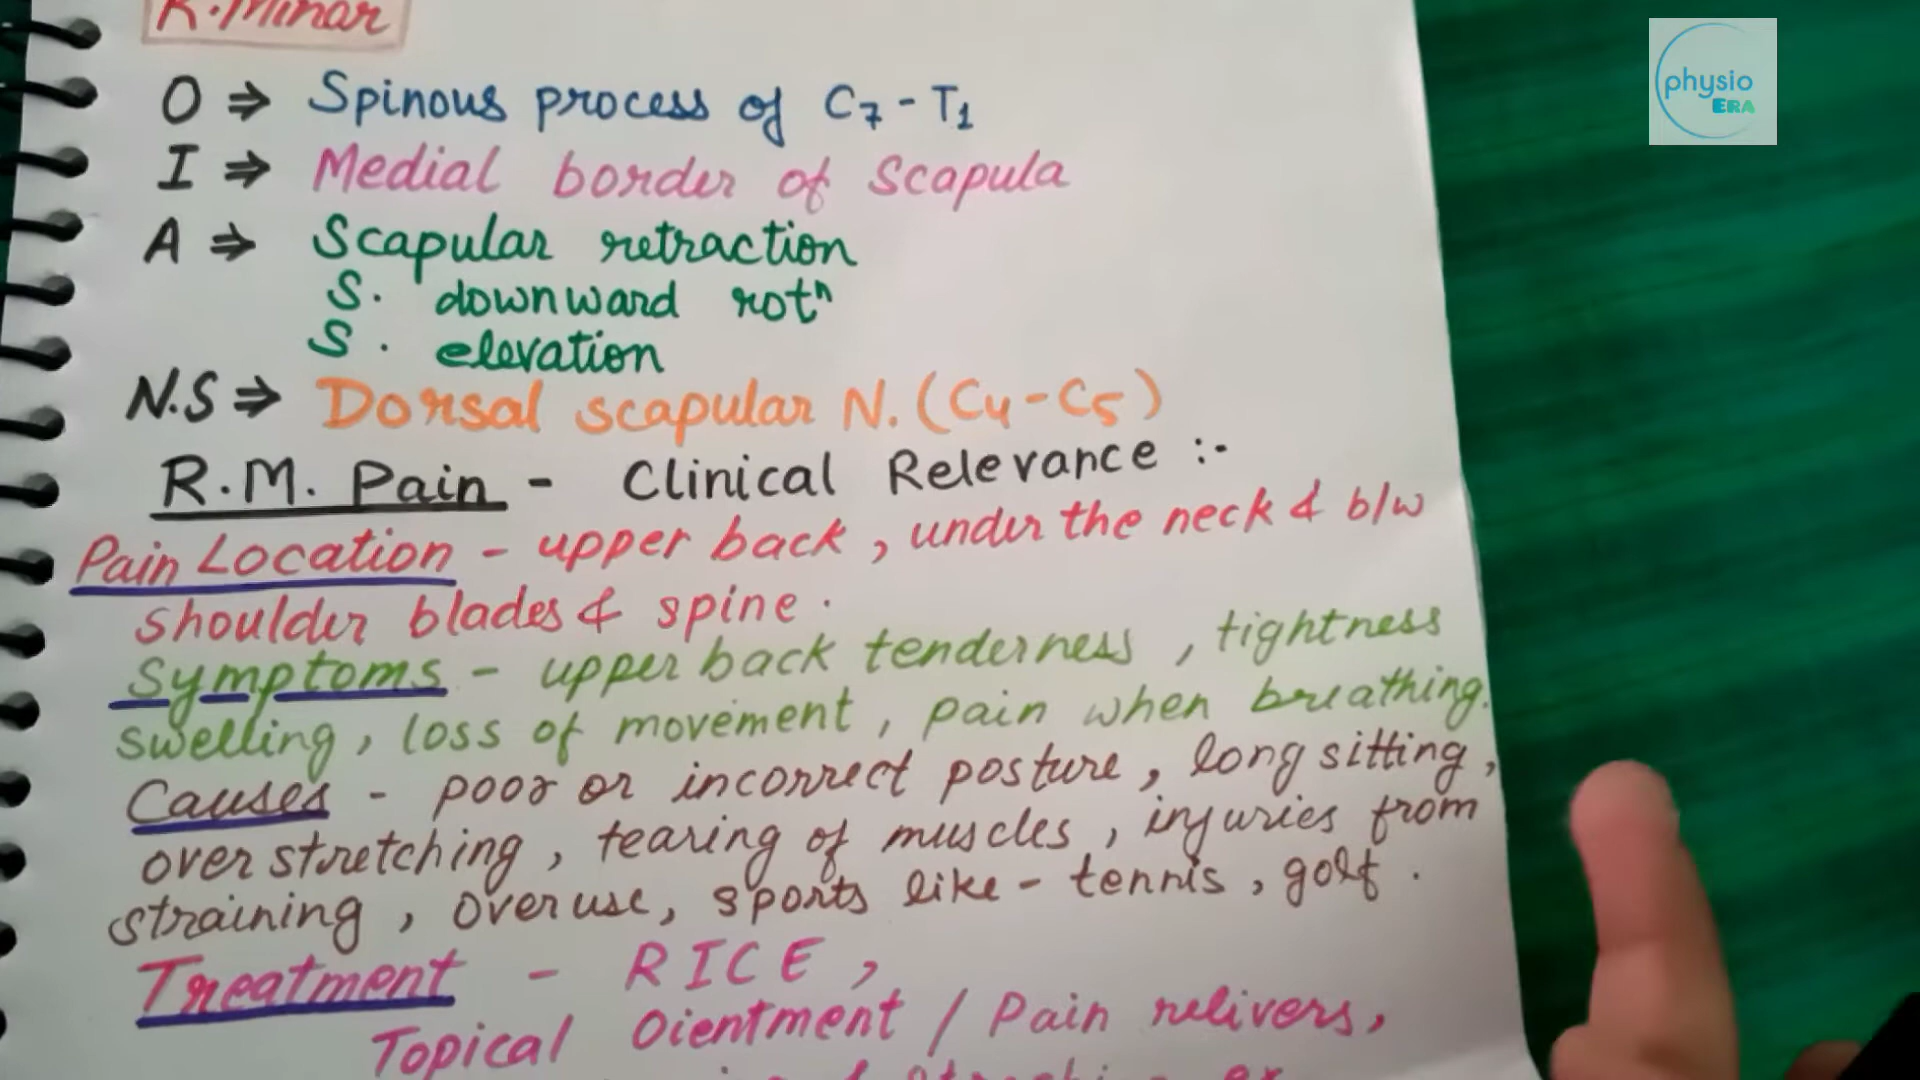 R.Minor
O ⇒ Spinous process of C7-T1
I ⇒ Medial border of Scapula
A ⇒ Scapular retraction
S. downward rotⁿ
S. elevation
N.S ⇒ Dorsal scapular N. (C4-C5)
R.M. Pain - Clinical Relevance :-
Pain Location - upper back, under the neck & b/w
shoulder blades & spine.
Symptoms - upper back tenderness, tightness
swelling, loss of movement, pain when breathing.
Causes - poor or incorrect posture, long sitting,
over stretching, tearing of muscles, injuries from
straining, overuse, sports like - tennis, golf.
Treatment - RICE,
Topical Oientment / Pain relivers,
physio
ERA